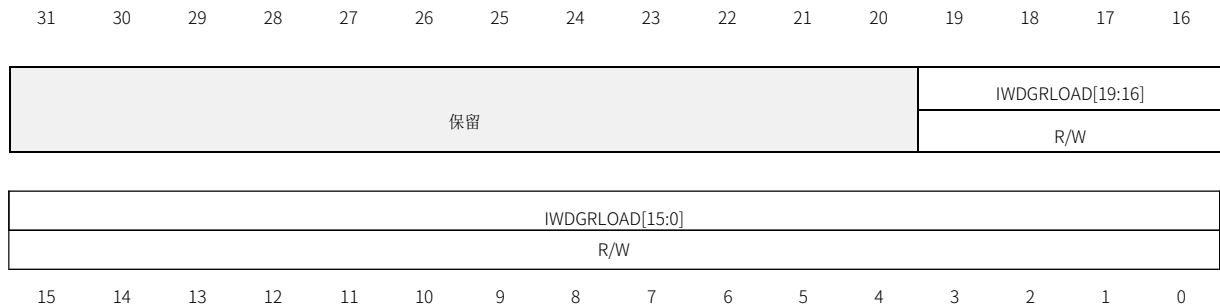 31 30 29 28 27 26 25 24 23 22 21 20 19 18 17 16
IWDGRLOAD[19:16]
保留
R/W
IWDGRLOAD[15:0]
R/W
15 14 13 12 11 10 9 8 7 6 5 4 3 2 1 0